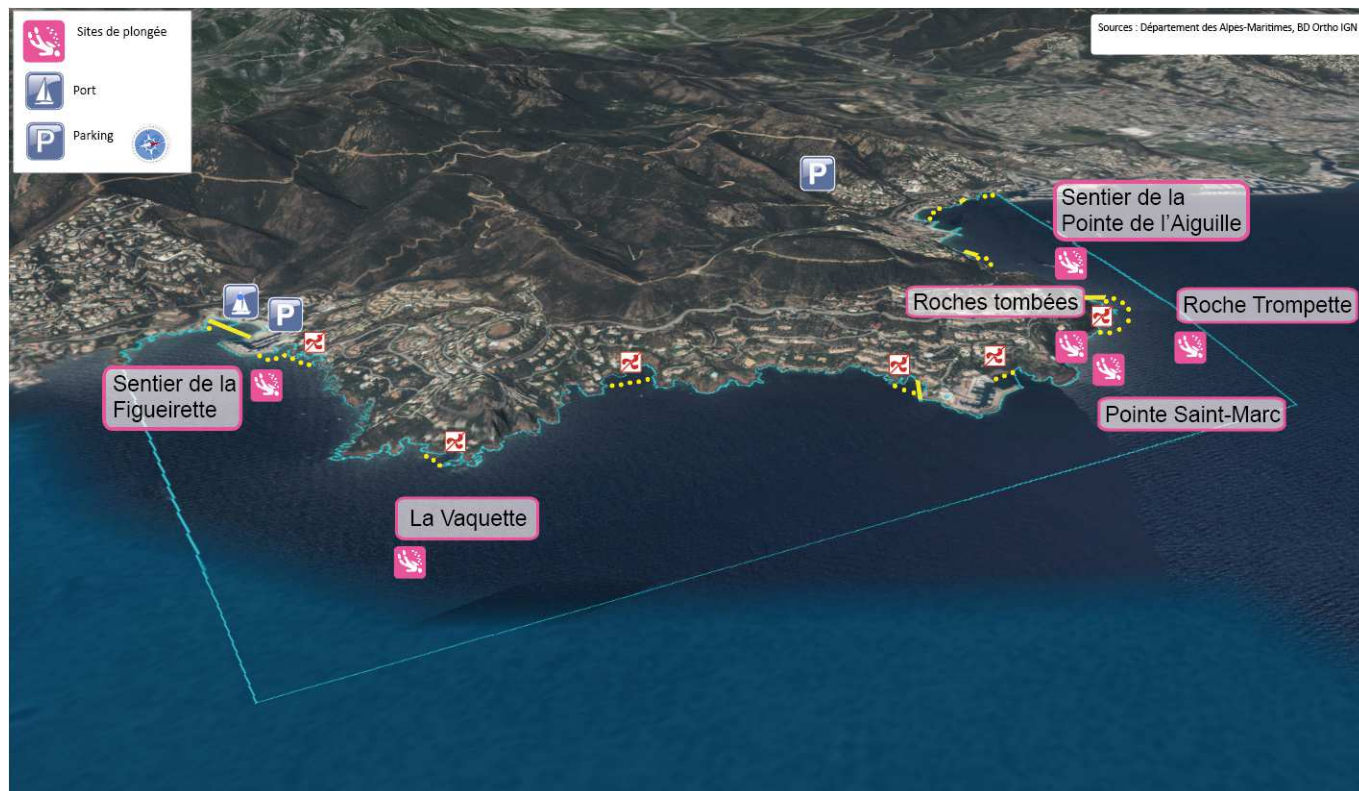 Sites de plongée
Port
P
Parking
Sources : Département des Alpes-Maritimes, BD Ortho IGN
P
Sentier de la
Pointe de l'Aiguille
Roches tombées
Roche Trompette
P
Sentier de la
Figueirette
Pointe Saint-Marc
La Vaquette